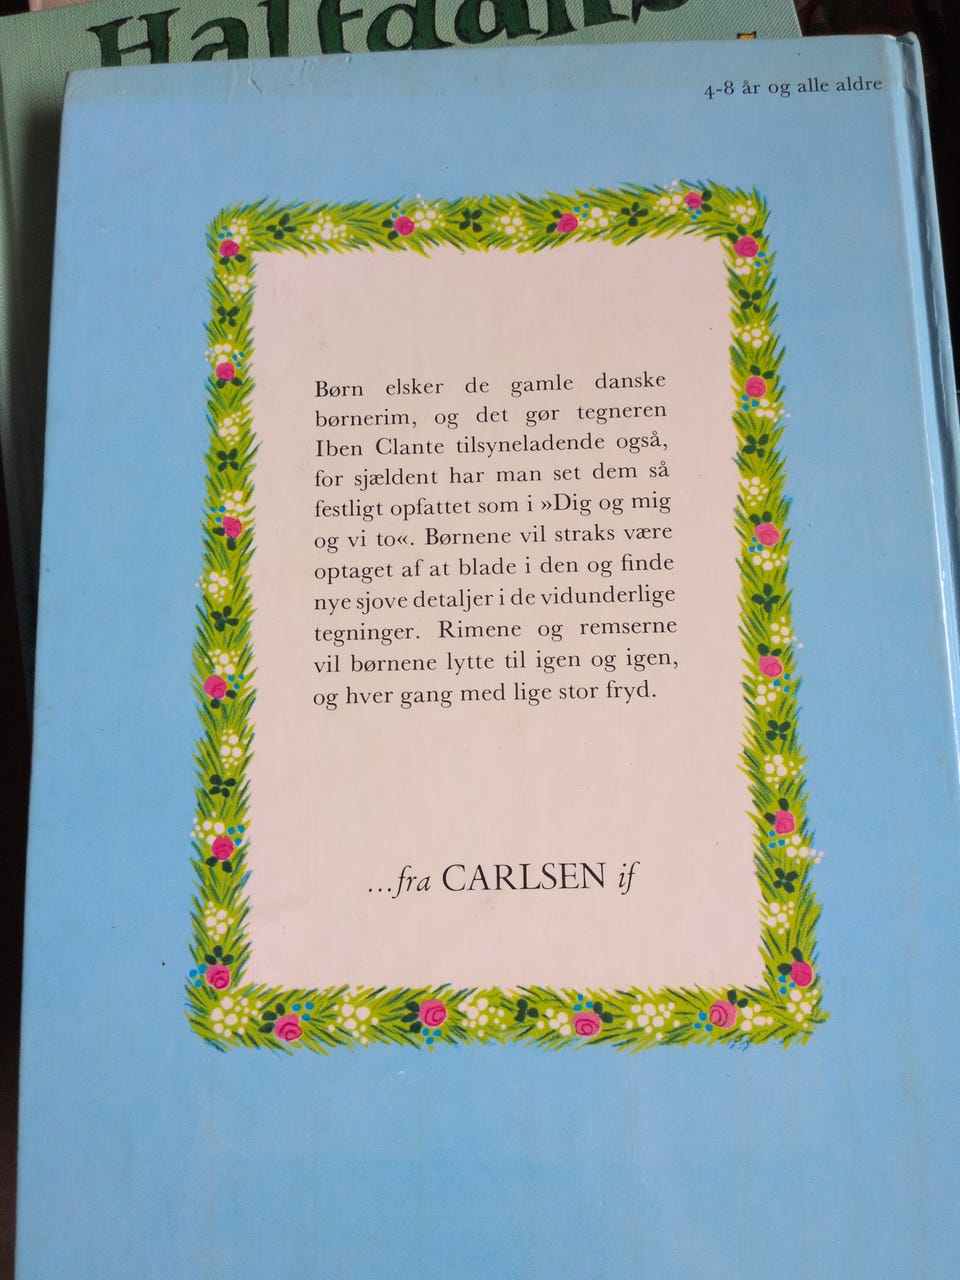 Halfdans
4-8 år og alle aldre
Børn elsker de gamle danske
børnerim, og det gør tegneren
Iben Clante tilsyneladende også,
for sjældent har man set dem så
festligt opfattet som i »Dig og mig
og vi to«. Børnene vil straks være
optaget af at blade i den og finde
nye sjove detaljer i de vidunderlige
tegninger. Rimene og remserne
vil børnene lytte til igen og igen,
og hver gang med lige stor fryd.
...fra CARLSEN if